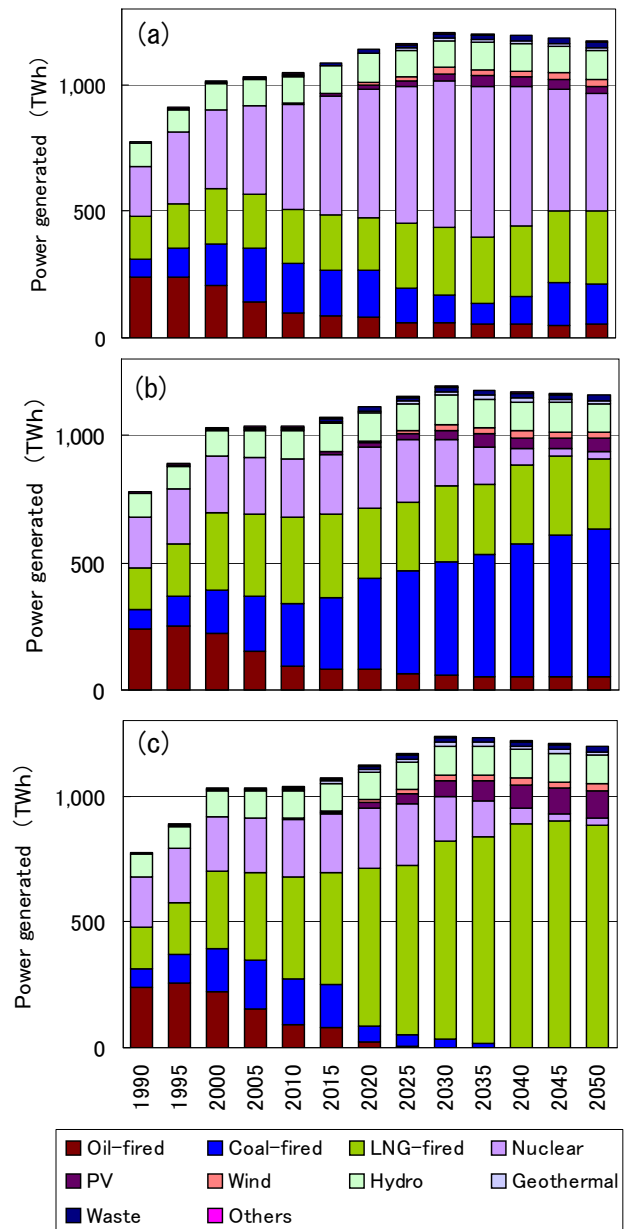 (a)
Power generated (TWh)
1,000
500
0
(b)
Power generated (TWh)
1,000
500
0
(c)
Power generated (TWh)
1,000
500
0
1990 1995 2000 2005 2010 2015 2020 2025 2030 2035 2040 2045 2050
Oil-fired Coal-fired LNG-fired Nuclear
PV Wind Hydro Geothermal
Waste Others